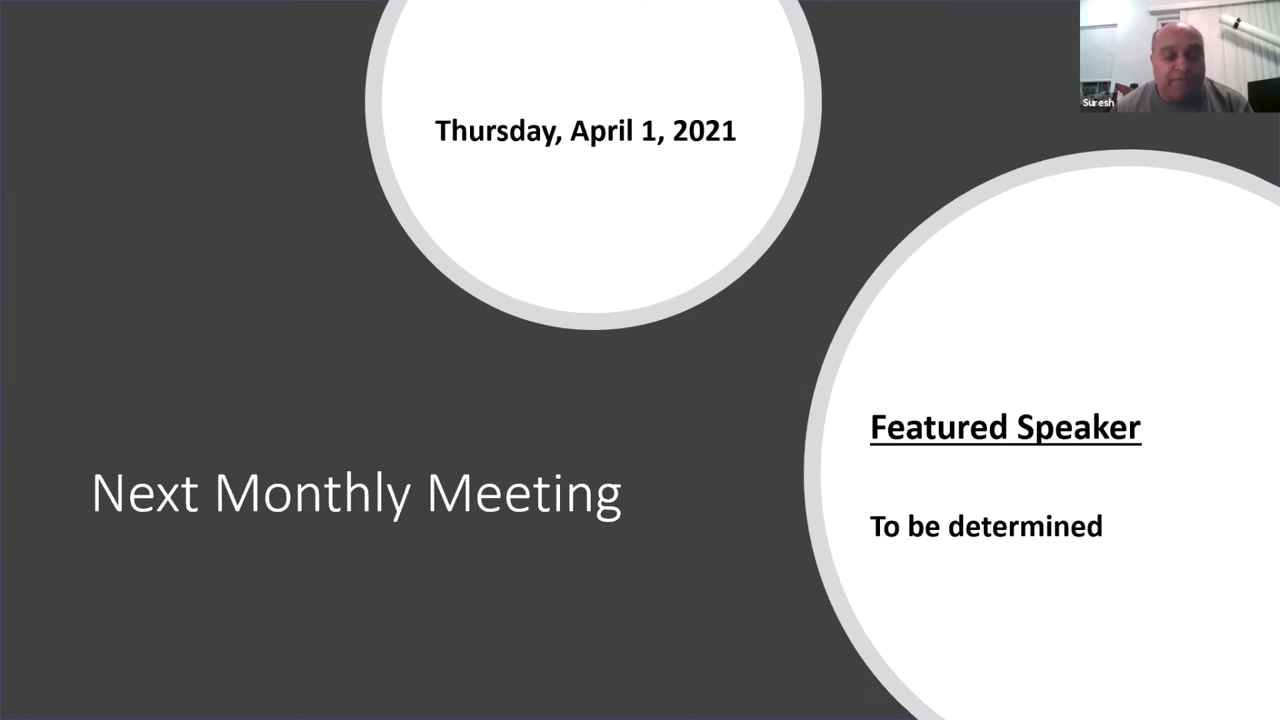 Thursday, April 1, 2021
Suresh
Featured Speaker
Next Monthly Meeting
To be determined